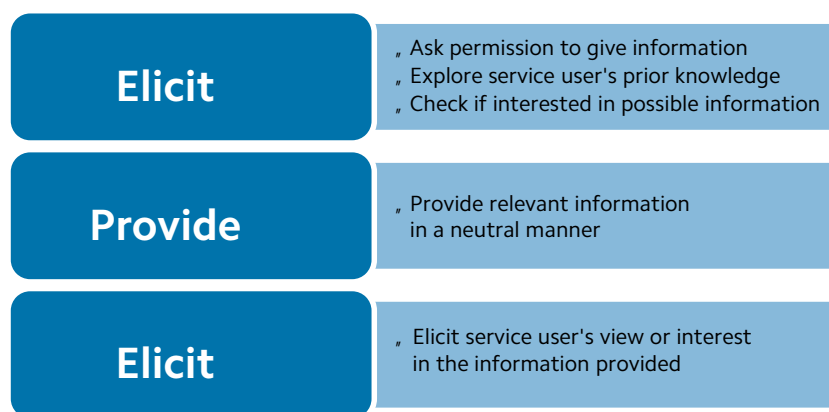 Elicit
„ Ask permission to give information
„ Explore service user's prior knowledge
„ Check if interested in possible information
Provide
„ Provide relevant information
in a neutral manner
Elicit
„ Elicit service user's view or interest
in the information provided